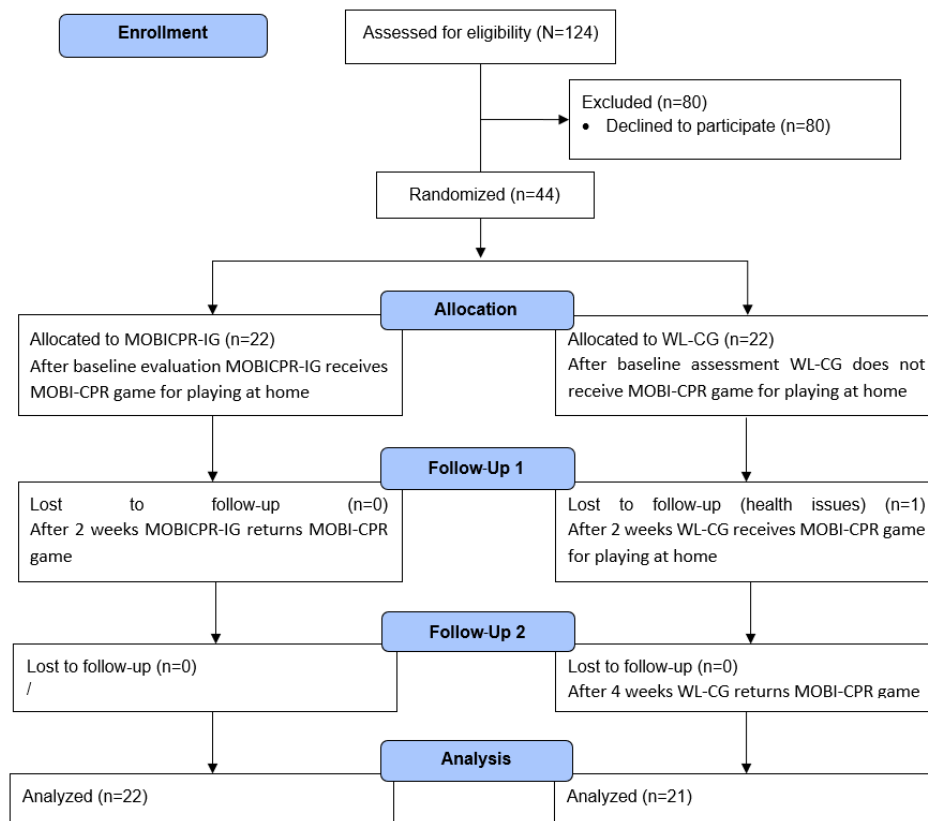 Enrollment
Assessed for eligibility (N=124)
Excluded (n=80)
• Declined to participate (n=80)
Randomized (n=44)
Allocation
Allocated to MOBICPR-IG (n=22)
After baseline evaluation MOBICPR-IG receives
MOBI-CPR game for playing at home
Allocated to WL-CG (n=22)
After baseline assessment WL-CG does not
receive MOBI-CPR game for playing at home
Follow-Up 1
Lost to follow-up (n=0)
After 2 weeks MOBICPR-IG returns MOBI-CPR
game
Lost to follow-up (health issues) (n=1)
After 2 weeks WL-CG receives MOBI-CPR game
for playing at home
Follow-Up 2
Lost to follow-up (n=0)
/
Lost to follow-up (n=0)
After 4 weeks WL-CG returns MOBI-CPR game
Analysis
Analyzed (n=22)
Analyzed (n=21)